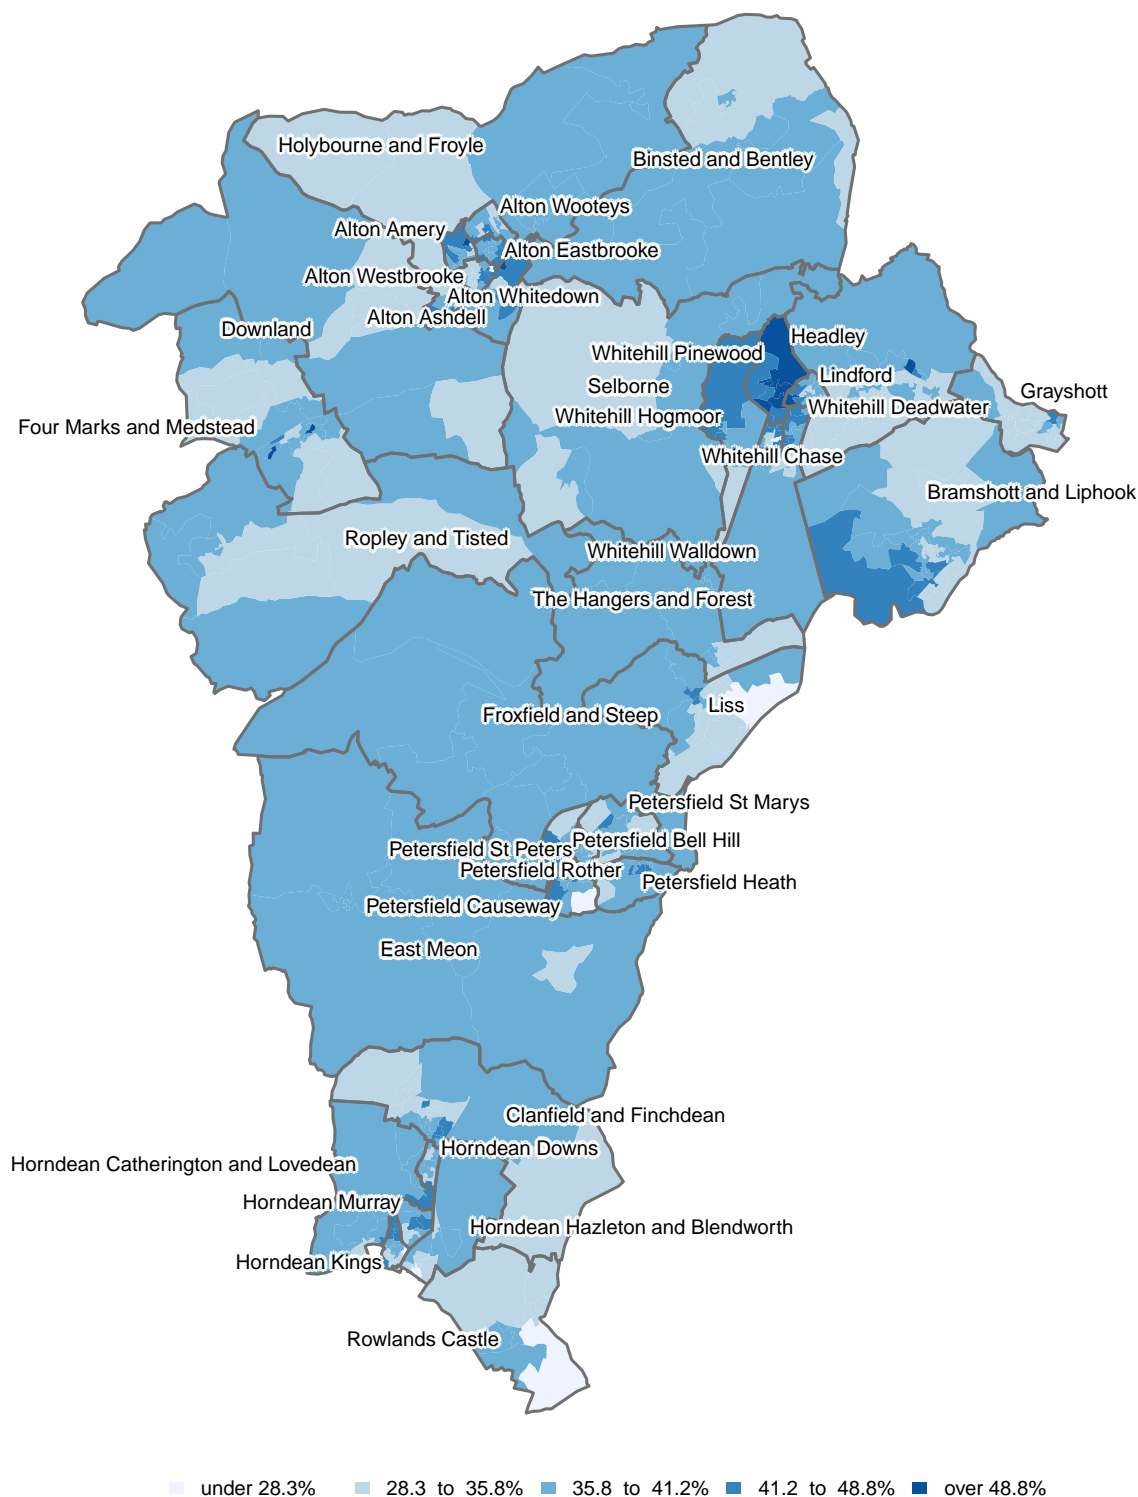 Holybourne and Froyle
Binsted and Bentley
Alton Wooteys
Alton Amery
Alton Eastbrooke
Alton Westbrooke
Alton Whitedown
Alton Ashdell
Downland
Headley
Whitehill Pinewood
Lindford
Selborne
Grayshott
Whitehill Deadwater
Whitehill Hogmoor
Four Marks and Medstead
Whitehill Chase
Bramshott and Liphook
Ropley and Tisted
Whitehill Walldown
The Hangers and Forest
Liss
Froxfield and Steep
Petersfield St Marys
Petersfield Bell Hill
Petersfield St Peters
Petersfield Rother
Petersfield Heath
Petersfield Causeway
East Meon
Clanfield and Finchdean
Horndean Downs
Horndean Catherington and Lovedean
Horndean Murray
Horndean Hazleton and Blendworth
Horndean Kings
Rowlands Castle
under 28.3% 28.3 to 35.8% 35.8 to 41.2% 41.2 to 48.8% over 48.8%